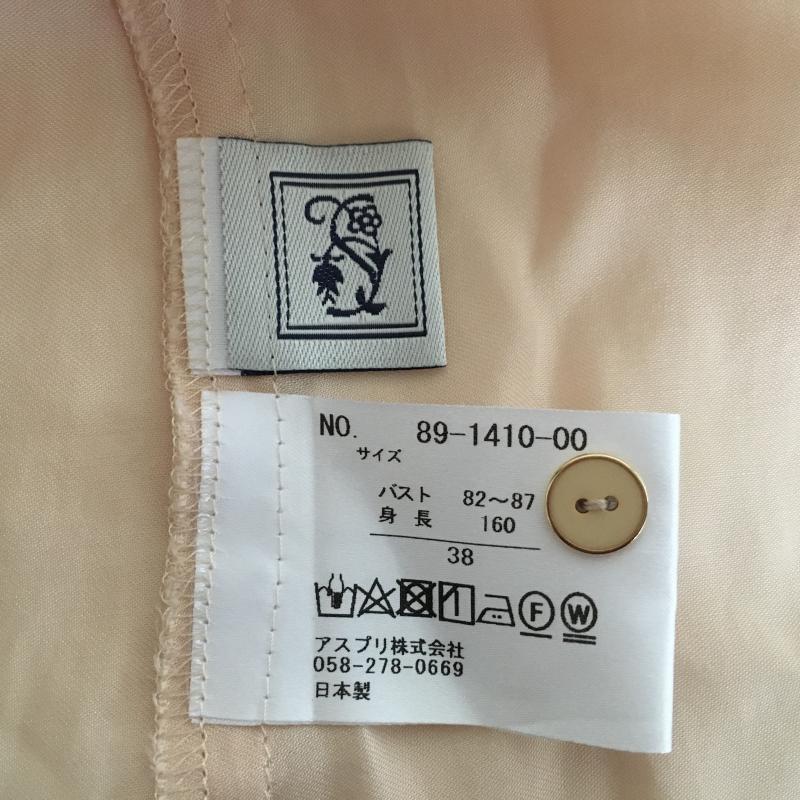 NO. 89-1410-00
サイズ
バスト 82～87
身長 160
38
F W
アスプリ株式会社
058-278-0669
日本製